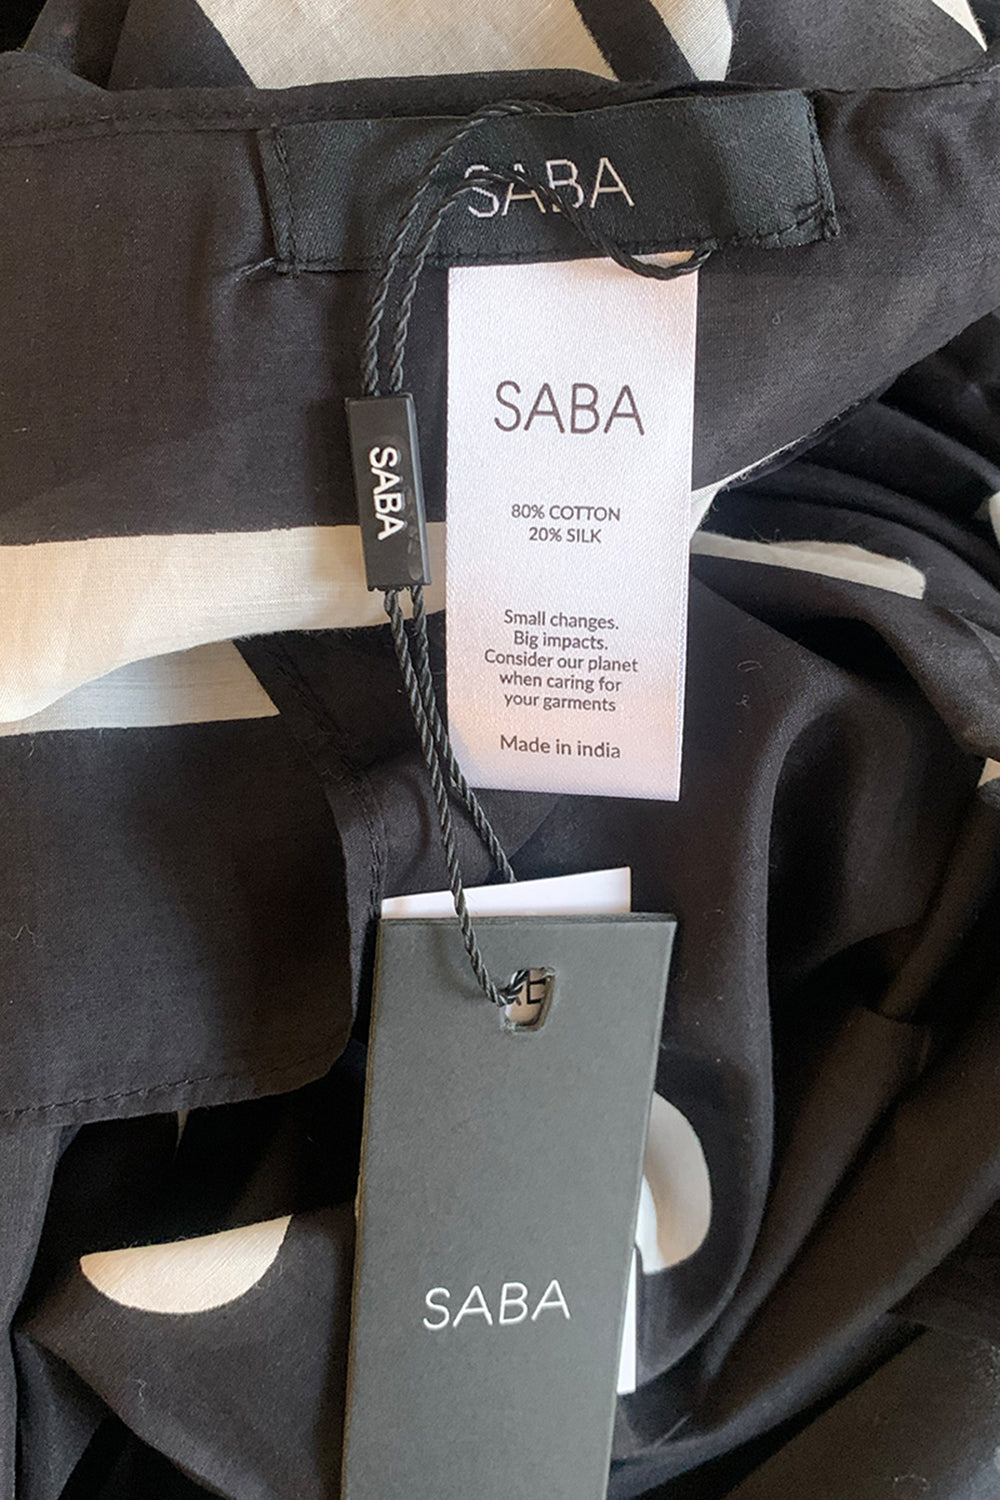 SABA
SABA
SABA
80% COTTON
20% SILK
Small changes.
Big impacts.
Consider our planet
when caring for
your garments
Made in india
SABA